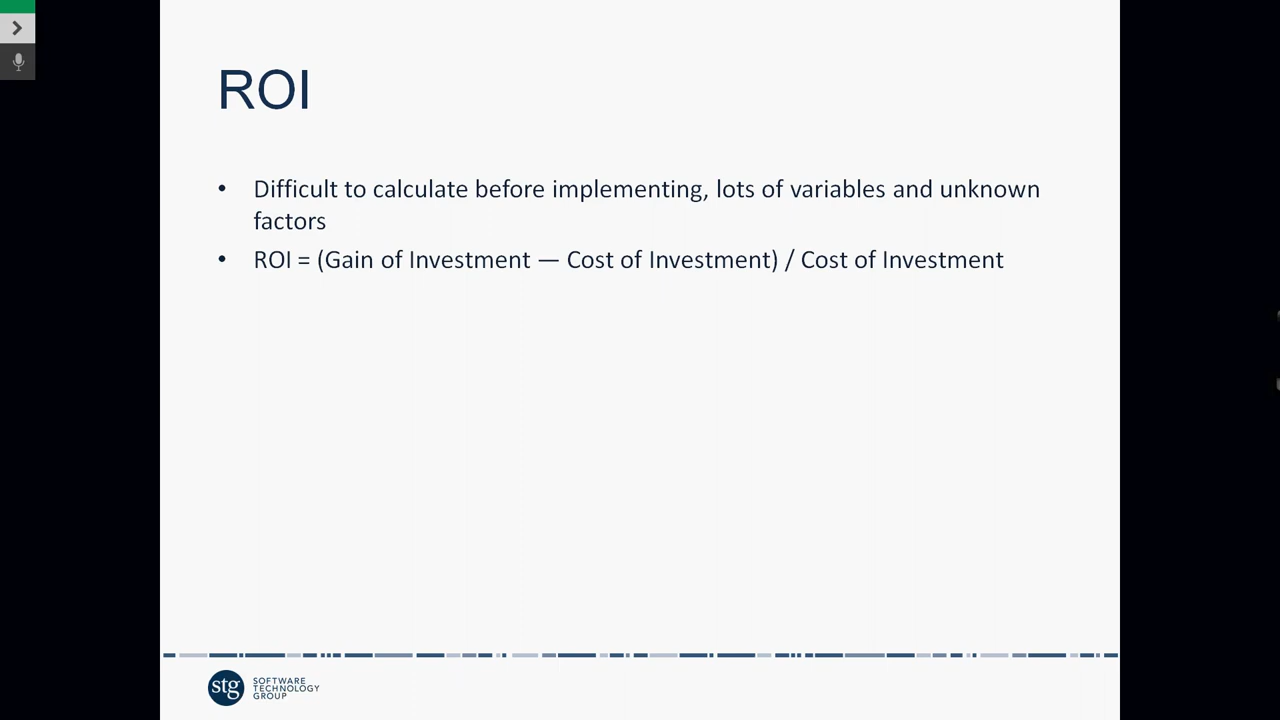 ROI
• Difficult to calculate before implementing, lots of variables and unknown
factors
• ROI = (Gain of Investment — Cost of Investment) / Cost of Investment
stg
SOFTWARE
TECHNOLOGY
GROUP